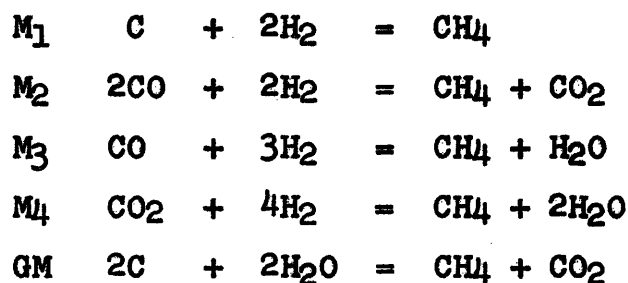 M₁ C + 2H₂ = CH₄
M₂ 2CO + 2H₂ = CH₄ + CO₂
M₃ CO + 3H₂ = CH₄ + H₂O
M₄ CO₂ + 4H₂ = CH₄ + 2H₂O
GM 2C + 2H₂O = CH₄ + CO₂